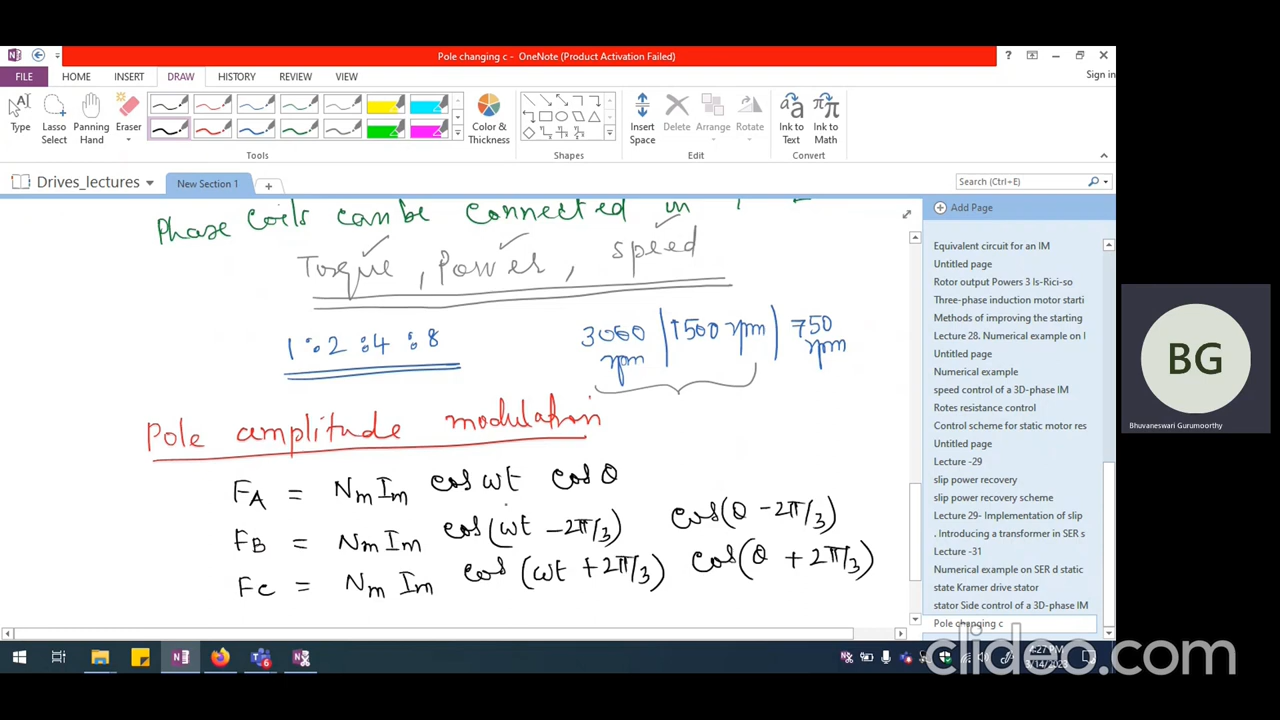 Pole changing c - OneNote (Product Activation Failed)
FILE HOME INSERT DRAW HISTORY REVIEW VIEW
Sign in
Type
Lasso Select
Panning Hand
Eraser
Color & Thickness
Insert Space
Delete
Arrange
Rotate
Ink to Text
Ink to Math
Tools
Shapes
Edit
Convert
Drives_lectures
New Section 1
Search (Ctrl+E)
Phase coils can be connected in
Torque, Power, speed
1:2:4:8
3000 rpm | 1500 rpm | 750 rpm
Pole amplitude modulation
FA = Nm Im cos ωt cos θ
FB = Nm Im cos(ωt - 2π/3) cos(θ - 2π/3)
Fc = Nm Im cos(ωt + 2π/3) cos(θ + 2π/3)
Add Page
Equivalent circuit for an IM
Untitled page
Rotor output Powers 3 Is-Rici-so
Three-phase induction motor starti
Methods of improving the starting
Lecture 28. Numerical example on I
Untitled page
Numerical example
speed control of a 3D-phase IM
Rotes resistance control
Control scheme for static motor res
Untitled page
Lecture -29
slip power recovery
slip power recovery scheme
Lecture 29- Implementation of slip
. Introducing a transformer in SER s
Lecture -31
Numerical example on SER d static
state Kramer drive stator
stator Side control of a 3D-phase IM
Pole changing c
BG
Bhuvaneswari Gurumoorthy
4:27 PM
3/14/2023
clideo.com